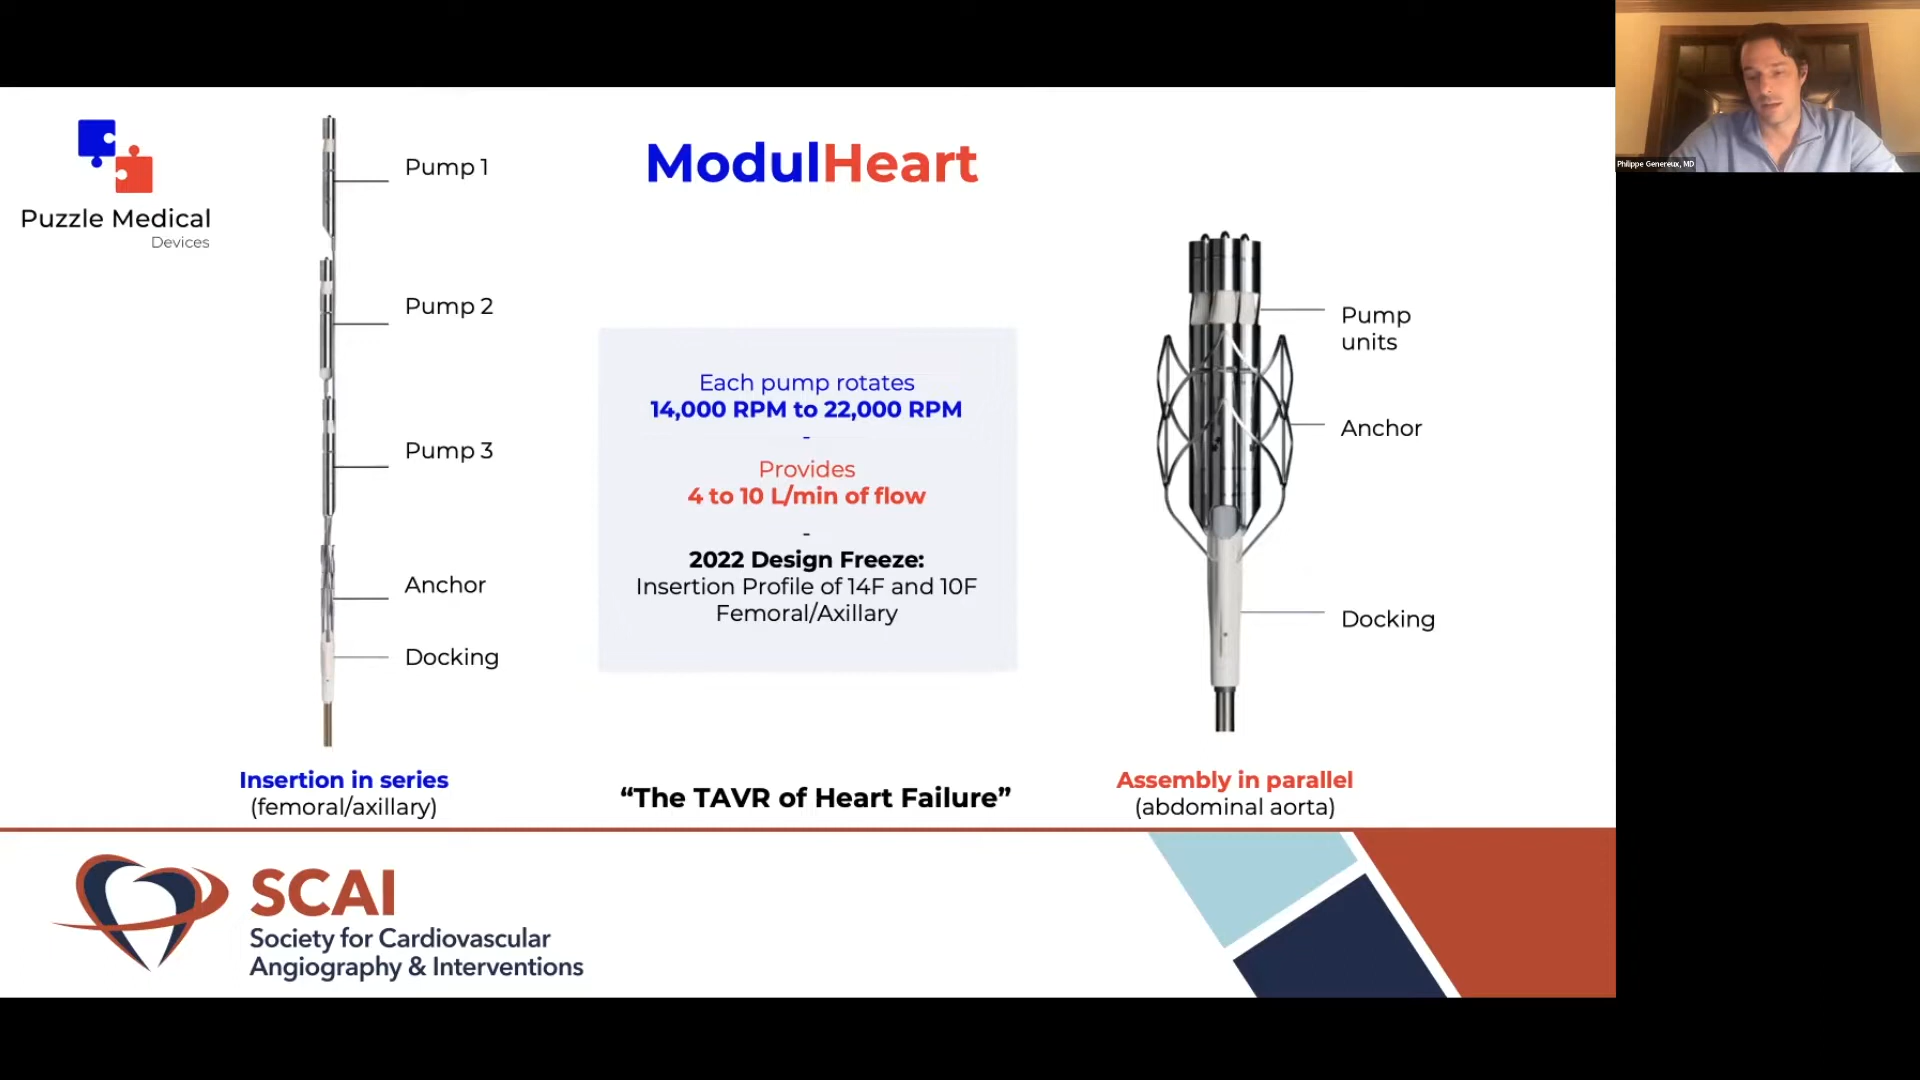 Puzzle Medical
Devices
Pump 1
Pump 2
Pump 3
Anchor
Docking
Insertion in series
(femoral/axillary)
ModulHeart
Each pump rotates
14,000 RPM to 22,000 RPM
-
Provides
4 to 10 L/min of flow
-
2022 Design Freeze:
Insertion Profile of 14F and 10F
Femoral/Axillary
“The TAVR of Heart Failure”
Pump
units
Anchor
Docking
Assembly in parallel
(abdominal aorta)
SCAI
Society for Cardiovascular
Angiography & Interventions
Philippe Genereux, MD